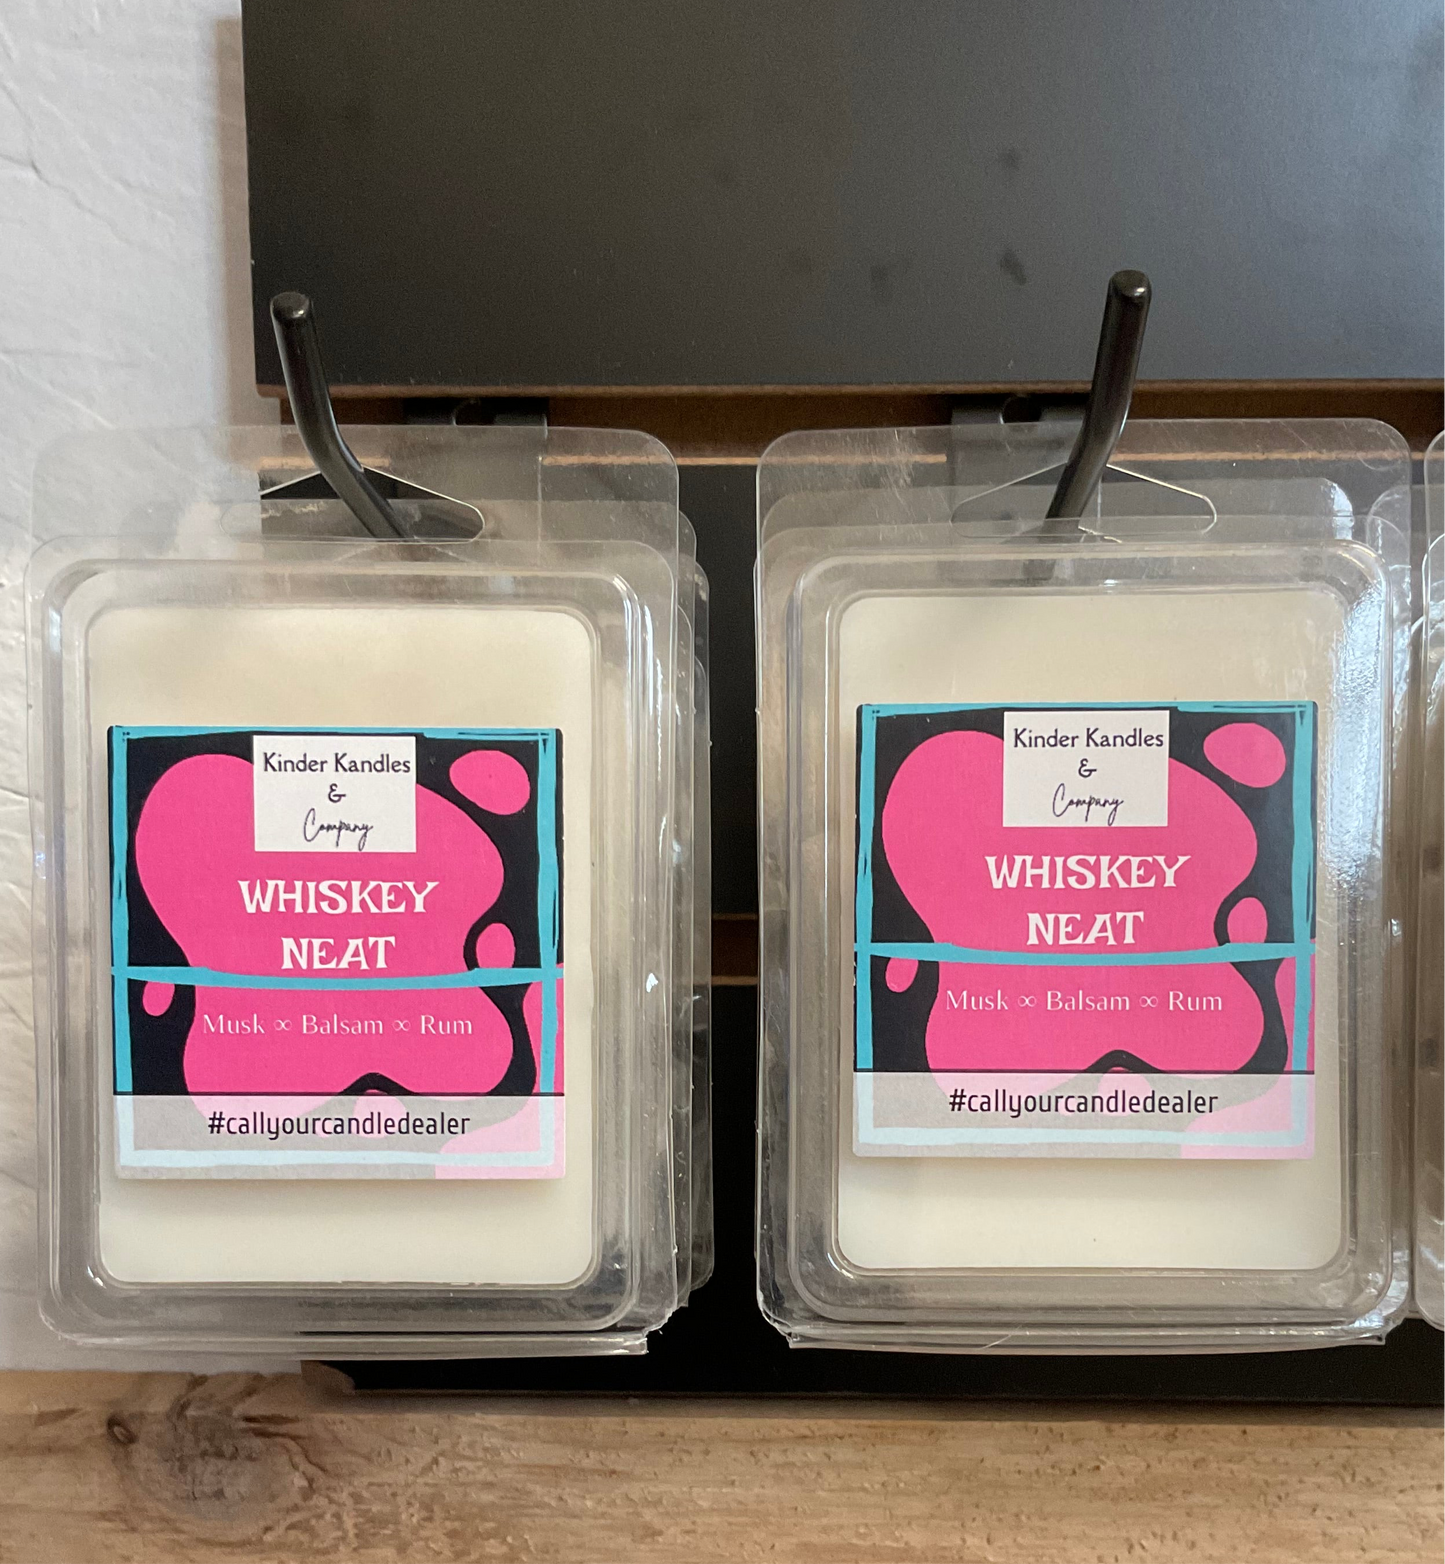 Kinder Kandles
&
Company
WHISKEY
NEAT
Musk ∞ Balsam ∞ Rum
#callyourcandledealer
Kinder Kandles
&
Company
WHISKEY
NEAT
Musk ∞ Balsam ∞ Rum
#callyourcandledealer